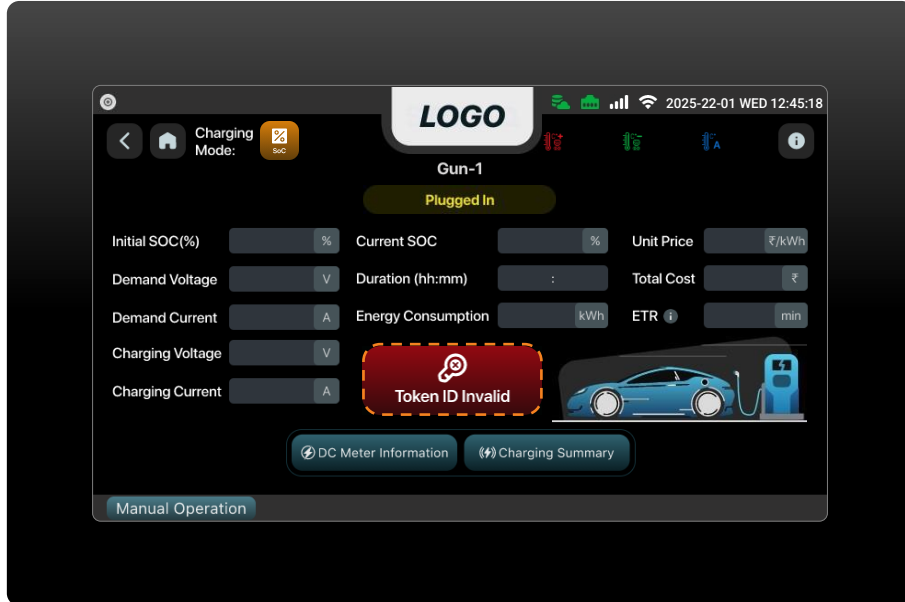 LOGO
2025-22-01 WED 12:45:18
Charging
Mode:
SoC
A
Gun-1
Plugged In
Initial SOC(%) %
Current SOC %
Unit Price ₹/kWh
Demand Voltage V
Duration (hh:mm) :
Total Cost ₹
Demand Current A
Energy Consumption kWh
ETR i min
Charging Voltage V
Charging Current A
Token ID Invalid
DC Meter Information
Charging Summary
Manual Operation